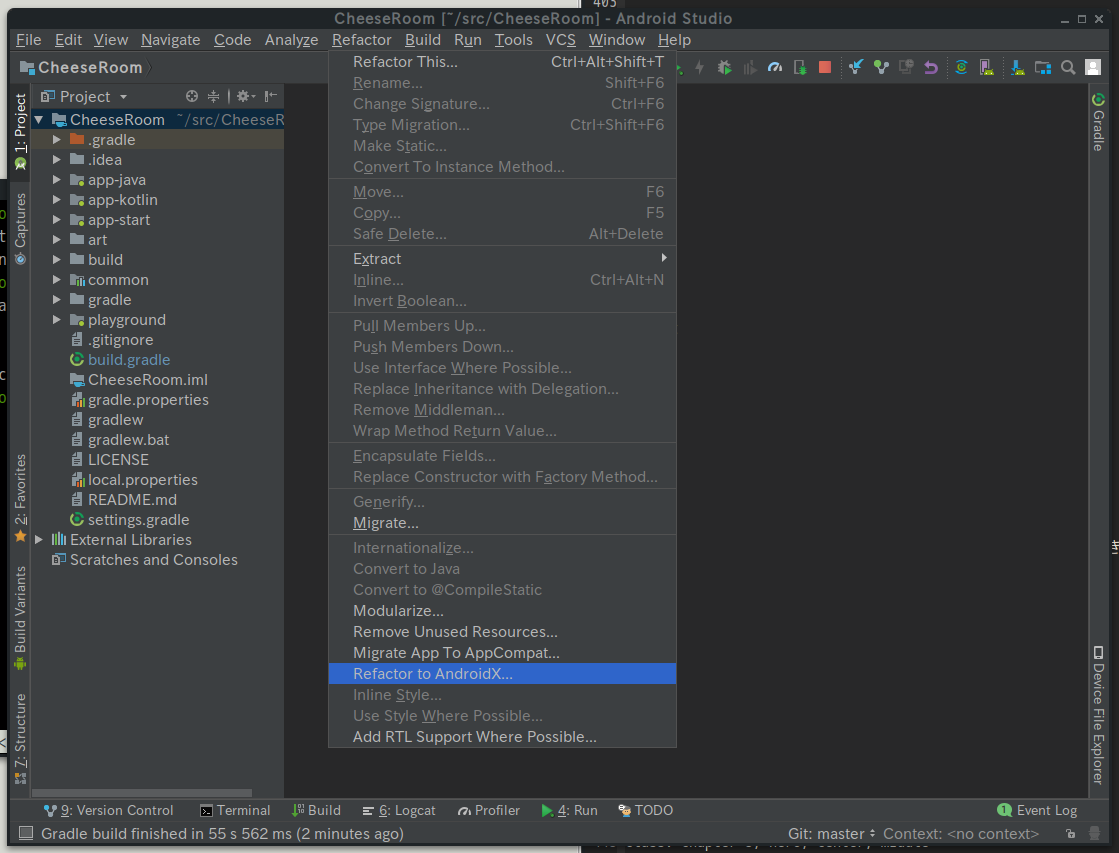 403
CheeseRoom [~/src/CheeseRoom] - Android Studio
File Edit View Navigate Code Analyze Refactor Build Run Tools VCS Window Help
CheeseRoom
Project
CheeseRoom ~/src/CheeseR
.gradle
.idea
app-java
app-kotlin
app-start
art
build
common
gradle
playground
.gitignore
build.gradle
CheeseRoom.iml
gradle.properties
gradlew
gradlew.bat
LICENSE
local.properties
README.md
settings.gradle
External Libraries
Scratches and Consoles
1: Project
Captures
2: Favorites
Build Variants
7: Structure
Refactor This... Ctrl+Alt+Shift+T
Rename... Shift+F6
Change Signature... Ctrl+F6
Type Migration... Ctrl+Shift+F6
Make Static...
Convert To Instance Method...
Move... F6
Copy... F5
Safe Delete... Alt+Delete
Extract
Inline... Ctrl+Alt+N
Invert Boolean...
Pull Members Up...
Push Members Down...
Use Interface Where Possible...
Replace Inheritance with Delegation...
Remove Middleman...
Wrap Method Return Value...
Encapsulate Fields...
Replace Constructor with Factory Method...
Generify...
Migrate...
Internationalize...
Convert to Java
Convert to @CompileStatic
Modularize...
Remove Unused Resources...
Migrate App To AppCompat...
Refactor to AndroidX...
Inline Style...
Use Style Where Possible...
Add RTL Support Where Possible...
Gradle
Device File Explorer
9: Version Control Terminal Build 6: Logcat Profiler 4: Run TODO 1 Event Log
Gradle build finished in 55 s 562 ms (2 minutes ago) Git: master Context: <no context>